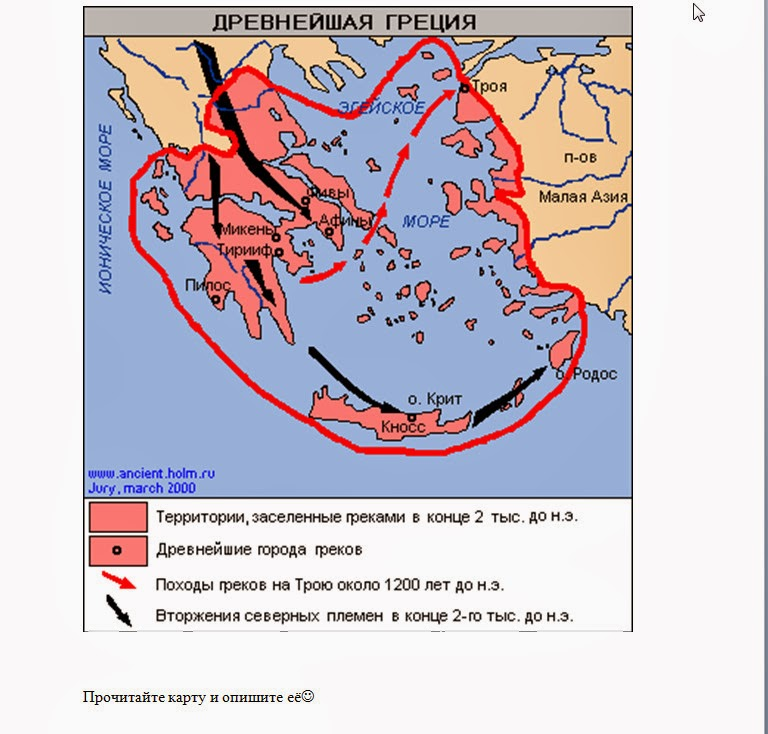 ДРЕВНЕЙШАЯ ГРЕЦИЯ
ЭГЕЙСКОЕ
Троя
ИОНИЧЕСКОЕ МОРЕ
п-ов
Малая Азия
Фивы
Афины
МОРЕ
Микены
Тиринф
Пилос
о. Родос
о. Крит
Кносс
www.ancient.holm.ru
Jury, march 2000
Территории, заселенные греками в конце 2 тыс. до н.э.
Древнейшие города греков
Походы греков на Трою около 1200 лет до н.э.
Вторжения северных племен в конце 2-го тыс. до н.э.
Прочитайте карту и опишите её☺